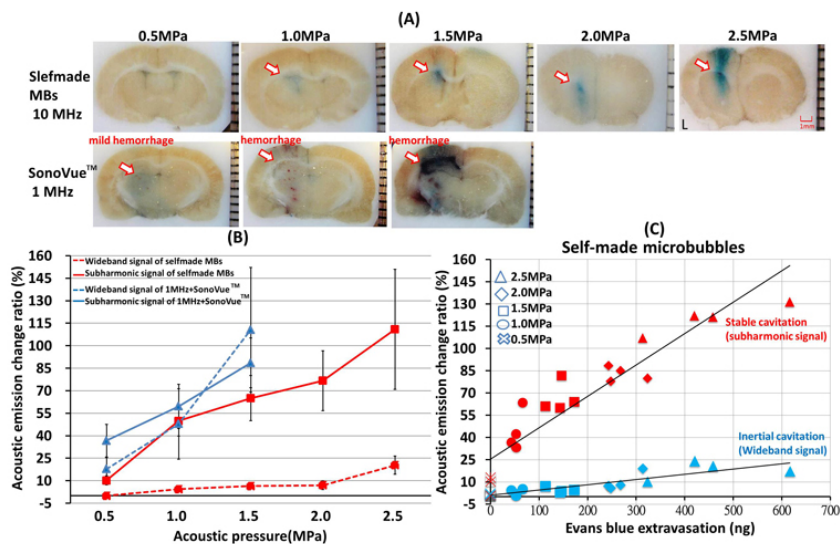 (A)
0.5MPa 1.0MPa 1.5MPa 2.0MPa 2.5MPa
Slefmade
MBs
10 MHz
L
1mm
mild hemorrhage hemorrhage hemorrhage
SonoVue™
1 MHz
(B)
Acoustic emission change ratio (%)
160
145
130
115
100
85
70
55
40
25
10
0
Wideband signal of selfmade MBs
Subharmonic signal of selfmade MBs
Wideband signal of 1MHz+SonoVue™
Subharmonic signal of 1MHz+SonoVue™
0.5 1.0 1.5 2.0 2.5
Acoustic pressure(MPa)
(C)
Self-made microbubbles
Acoustic emission change ratio (%)
160
145
130
115
100
85
70
55
40
25
10
0
2.5MPa
2.0MPa
1.5MPa
1.0MPa
0.5MPa
Stable cavitation
(subharmonic signal)
Inertial cavitation
(Wideband signal)
0 100 200 300 400 500 600 700
Evans blue extravasation (ng)